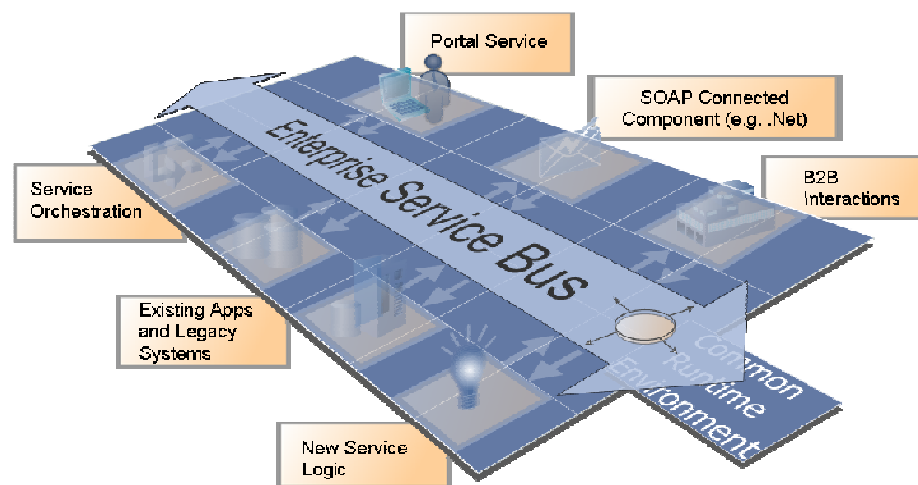 Portal Service
SOAP Connected
Component (e.g. .Net)
B2B
Interactions
Enterprise Service Bus
Service
Orchestration
Existing Apps
and Legacy
Systems
New Service
Logic
Common
Runtime
Environment